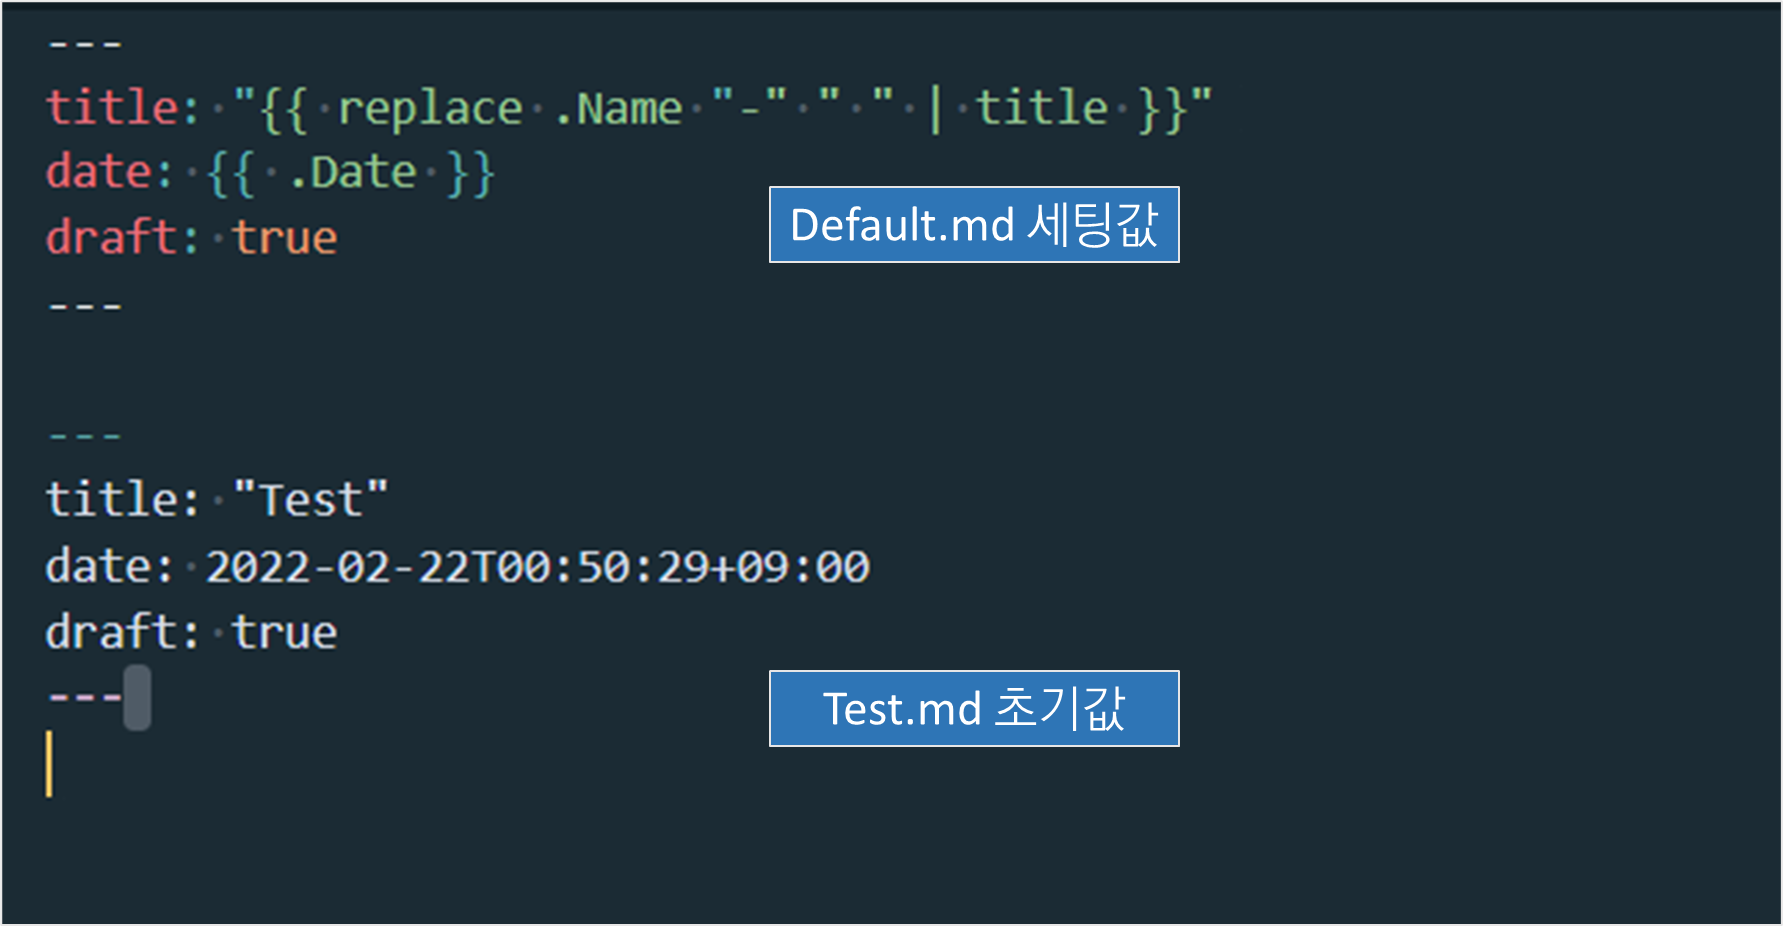 ---
title: "{{ replace .Name "-" " " | title }}"
date: {{ .Date }}
draft: true
---
Default.md 세팅값
---
title: "Test"
date: 2022-02-22T00:50:29+09:00
draft: true
---
Test.md 초기값